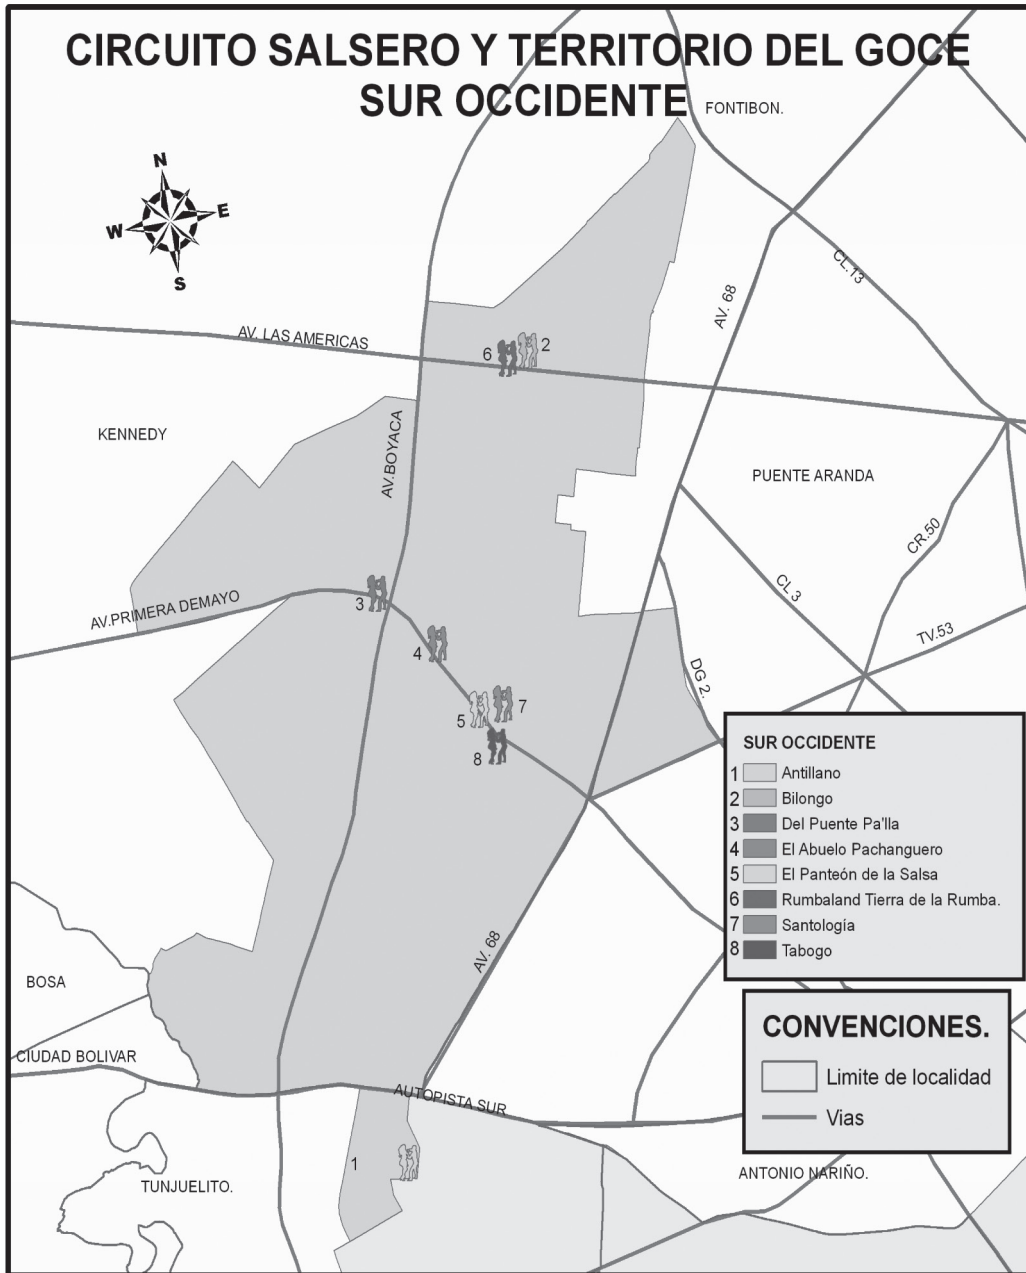 CIRCUITO SALSERO Y TERRITORIO DEL GOCE
SUR OCCIDENTE
FONTIBON.
N
W
E
S
CL.13
AV. 68
AV. LAS AMERICAS
6
2
KENNEDY
AV.BOYACA
PUENTE ARANDA
CR.50
CL 3
AV.PRIMERA DEMAYO
3
TV.53
4
DG 2.
5
7
8
SUR OCCIDENTE
1 Antillano
2 Bilongo
3 Del Puente Pa'lla
4 El Abuelo Pachanguero
5 El Panteón de la Salsa
6 Rumbaland Tierra de la Rumba.
7 Santología
8 Tabogo
AV. 68
BOSA
CIUDAD BOLIVAR
CONVENCIONES.
Limite de localidad
Vias
AUTOPISTA SUR
1
TUNJUELITO.
ANTONIO NARIÑO.